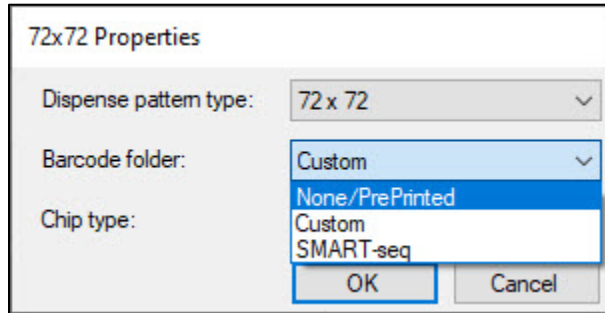 72x72 Properties
Dispense pattern type: 72 x 72
Barcode folder: Custom
None/PrePrinted
Chip type: Custom
SMART-seq
OK Cancel